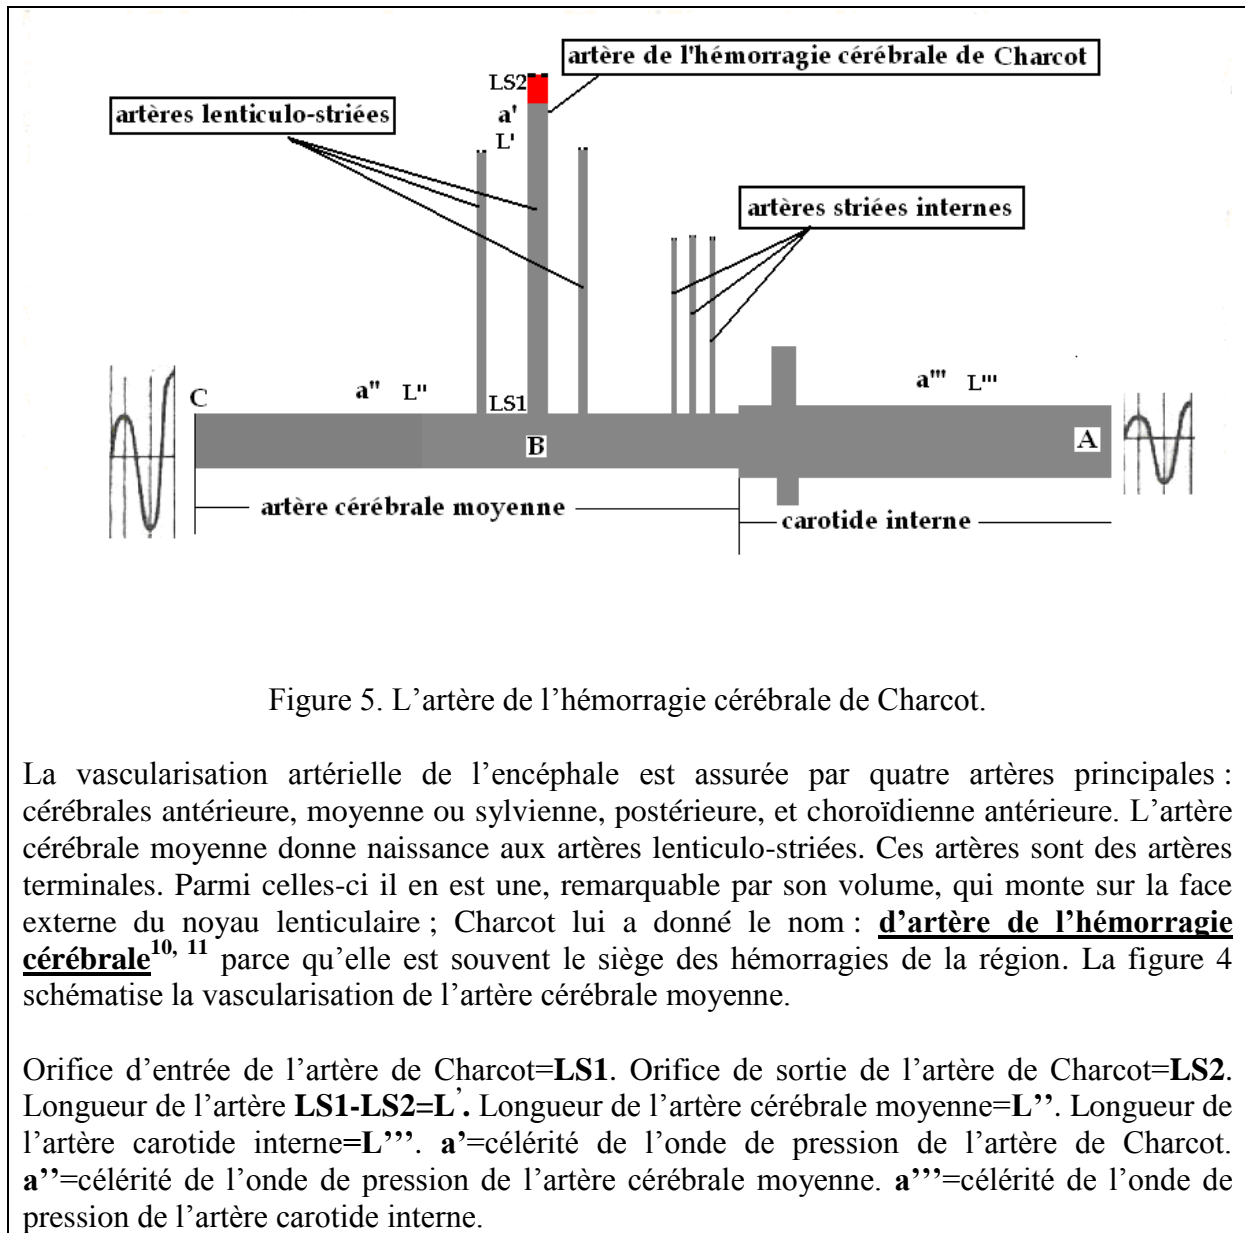 artère de l'hémorragie cérébrale de Charcot
LS2
artères lenticulo-striées
a'
L'
artères striées internes
C
a'' L''
LS1
a''' L'''
B
A
artère cérébrale moyenne
carotide interne
Figure 5. L’artère de l’hémorragie cérébrale de Charcot.
La vascularisation artérielle de l’encéphale est assurée par quatre artères principales :
cérébrales antérieure, moyenne ou sylvienne, postérieure, et choroïdienne antérieure. L’artère
cérébrale moyenne donne naissance aux artères lenticulo-striées. Ces artères sont des artères
terminales. Parmi celles-ci il en est une, remarquable par son volume, qui monte sur la face
externe du noyau lenticulaire ; Charcot lui a donné le nom : d’artère de l’hémorragie
cérébrale10, 11 parce qu’elle est souvent le siège des hémorragies de la région. La figure 4
schématise la vascularisation de l’artère cérébrale moyenne.
Orifice d’entrée de l’artère de Charcot=LS1. Orifice de sortie de l’artère de Charcot=LS2.
Longueur de l’artère LS1-LS2=L’. Longueur de l’artère cérébrale moyenne=L’’. Longueur de
l’artère carotide interne=L’’’. a’=célérité de l’onde de pression de l’artère de Charcot.
a’’=célérité de l’onde de pression de l’artère cérébrale moyenne. a’’’=célérité de l’onde de
pression de l’artère carotide interne.